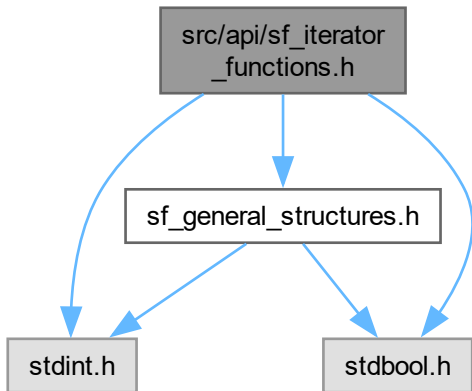 src/api/sf_iterator
_functions.h
sf_general_structures.h
stdint.h
stdbool.h